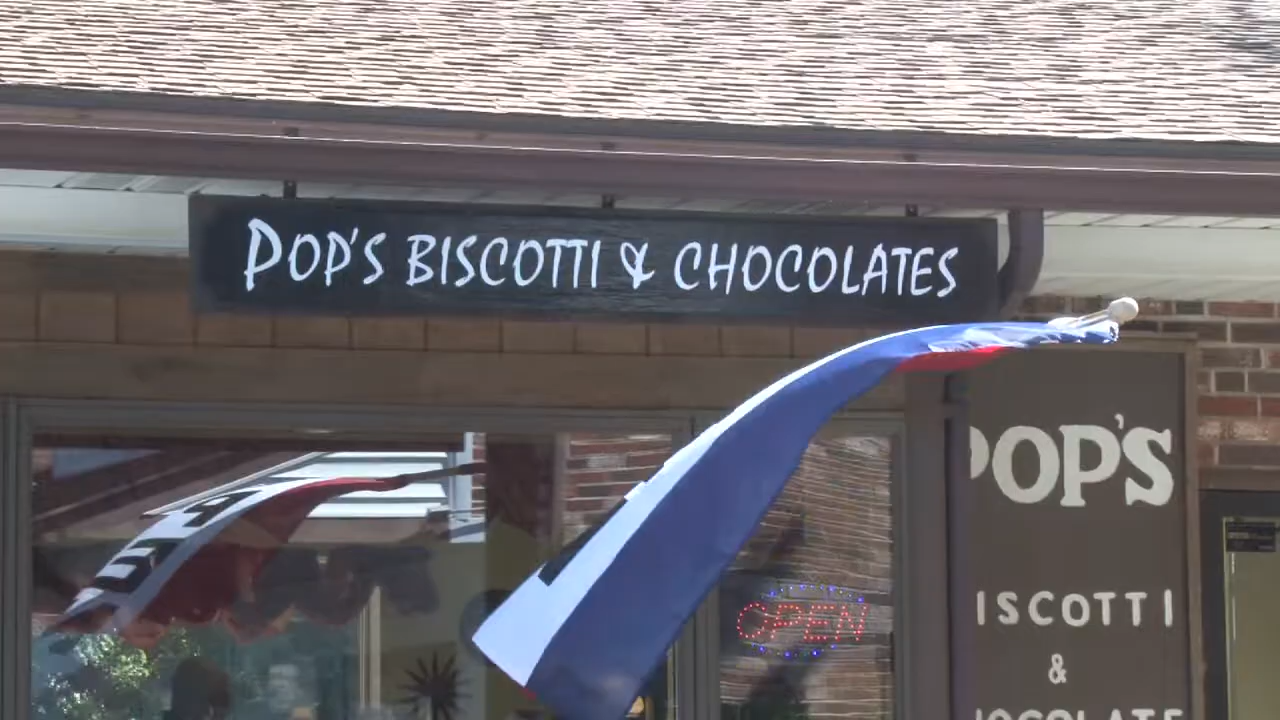 POP'S BISCOTTI & CHOCOLATES
POP'S
ISCOTTI
&
OPEN